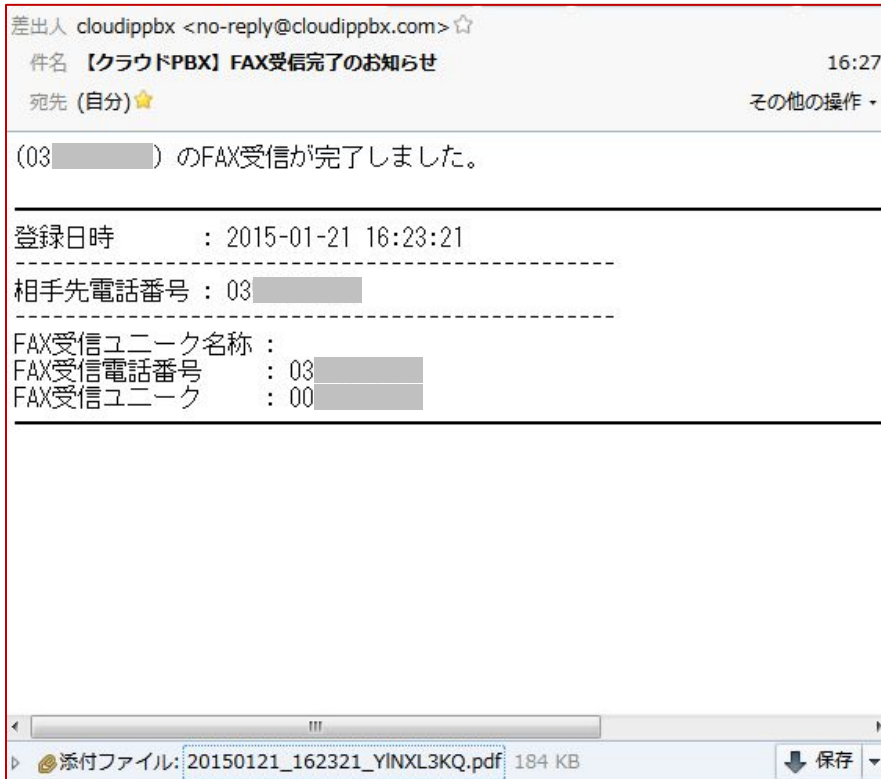 差出人 cloudippbx <no-reply@cloudippbx.com>
件名 【クラウドPBX】FAX受信完了のお知らせ 16:27
宛先 (自分) その他の操作
(03 ) のFAX受信が完了しました。
登録日時 : 2015-01-21 16:23:21
相手先電話番号 : 03
FAX受信ユニーク名称 :
FAX受信電話番号 : 03
FAX受信ユニーク : 00
添付ファイル: 20150121_162321_YlNXL3KQ.pdf 184 KB 保存